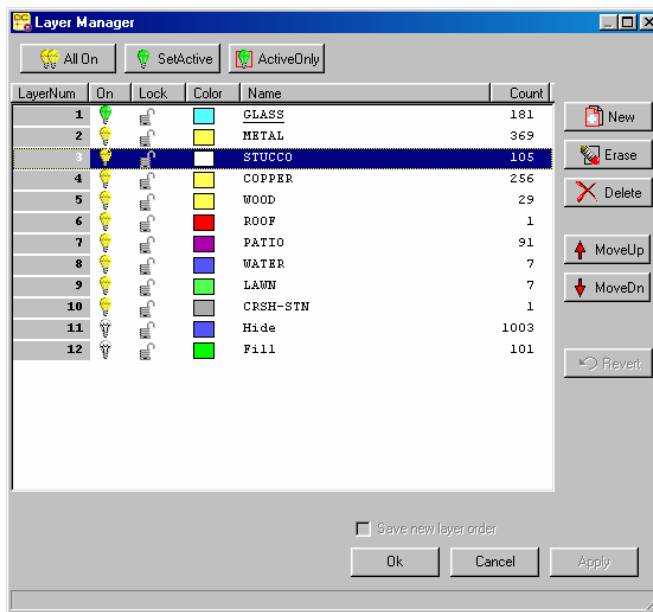 Layer Manager
All On SetActive ActiveOnly
LayerNum On Lock Color Name Count
1 GLASS 181
2 METAL 369
3 STUCCO 105
4 COPPER 256
5 WOOD 29
6 ROOF 1
7 PATIO 91
8 WATER 7
9 LAWN 7
10 CRSH-STN 1
11 Hide 1003
12 Fill 101
New
Erase
Delete
MoveUp
MoveDn
Revert
Save new layer order
Ok Cancel Apply